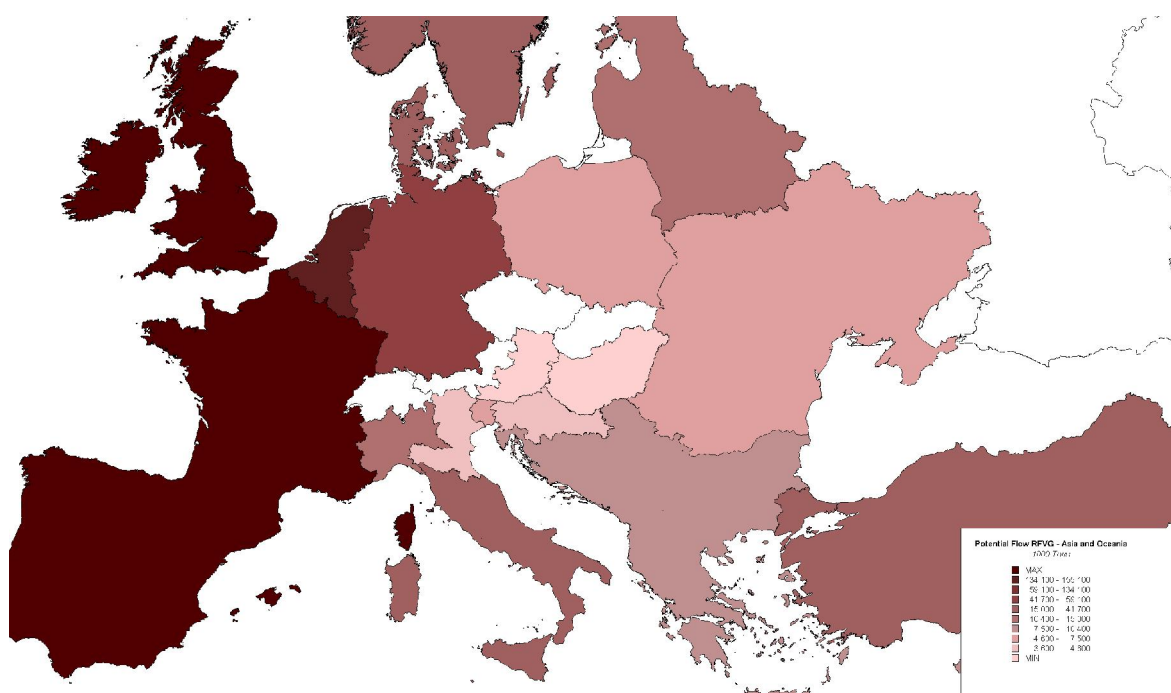 Potential Flow RFVG - Asia and Oceania
1000 Tonn
MAX
134 100 - 155 100
59 100 - 134 100
41 700 - 59 100
15 000 - 41 700
10 400 - 15 000
7 500 - 10 400
4 600 - 7 500
3 600 - 4 600
MIN